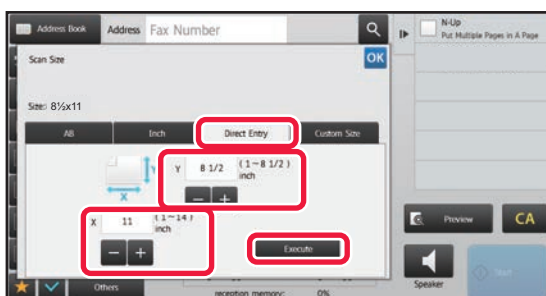 Address Book
Address
Fax Number
N-Up
Put Multiple Pages in A Page
Scan Size
OK
Size: 8½x11
AB
Inch
Direct Entry
Custom Size
Y
Y
8 1/2
(1~8 1/2)
inch
X
X
11
(1~14)
inch
Execute
Preview
CA
Others
reception memory:
0%
Speaker
Start